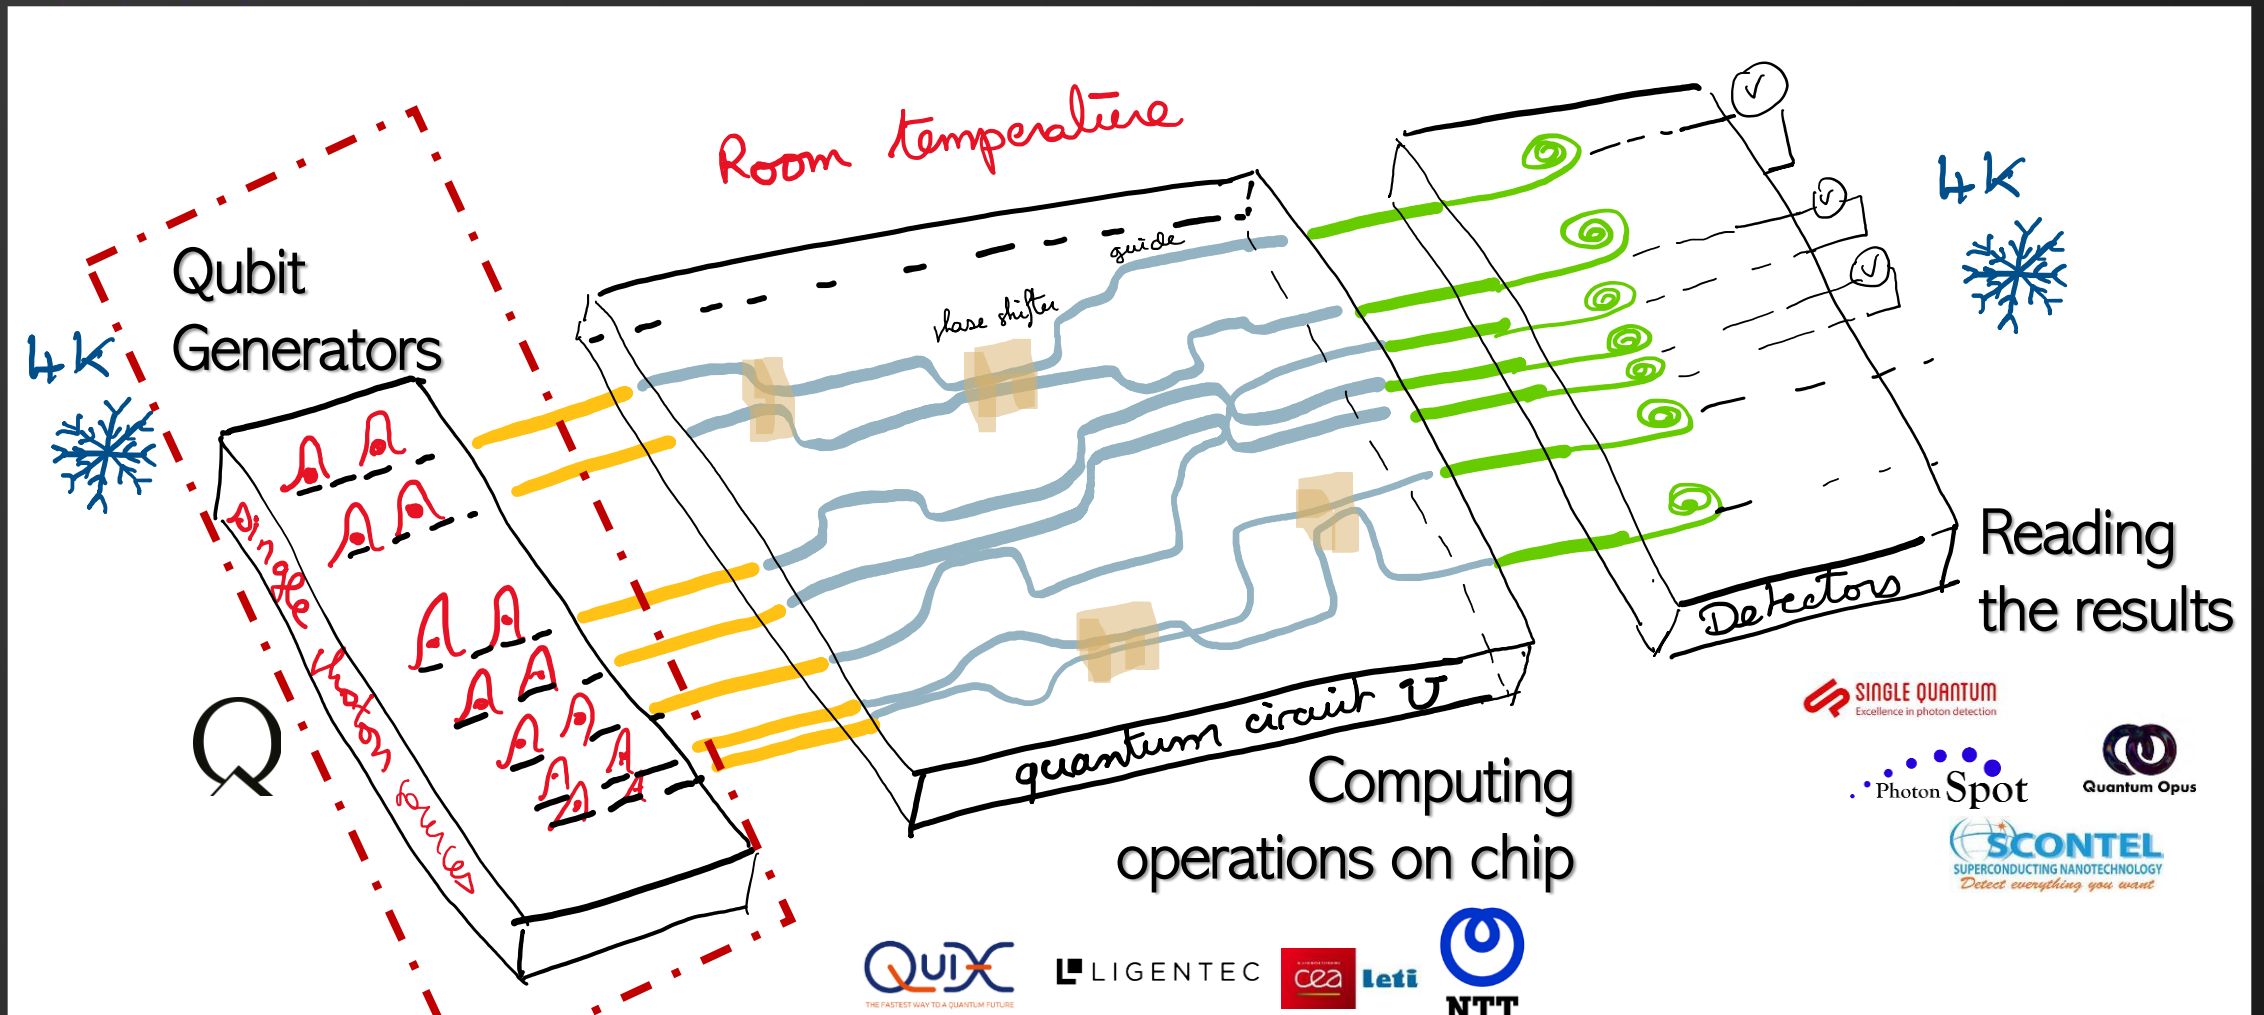 Room temperature
4K
Qubit
Generators
4K
guide
phase shifter
single photon sources
quantum circuit U
Detectors
Reading
the results
Computing
operations on chip
SINGLE QUANTUM
Excellence in photon detection
Photon Spot
Quantum Opus
SCONTEL
SUPERCONDUCTING NANOTECHNOLOGY
Detect everything you want
QUIX
THE FASTEST WAY TO A QUANTUM FUTURE
LIGENTEC
cea
Leti
NTT